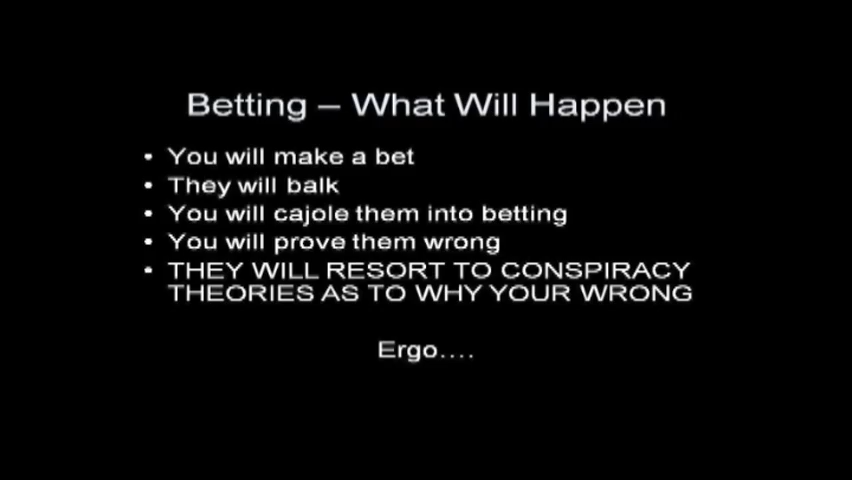 Betting – What Will Happen
• You will make a bet
• They will balk
• You will cajole them into betting
• You will prove them wrong
• THEY WILL RESORT TO CONSPIRACY
THEORIES AS TO WHY YOUR WRONG
Ergo....